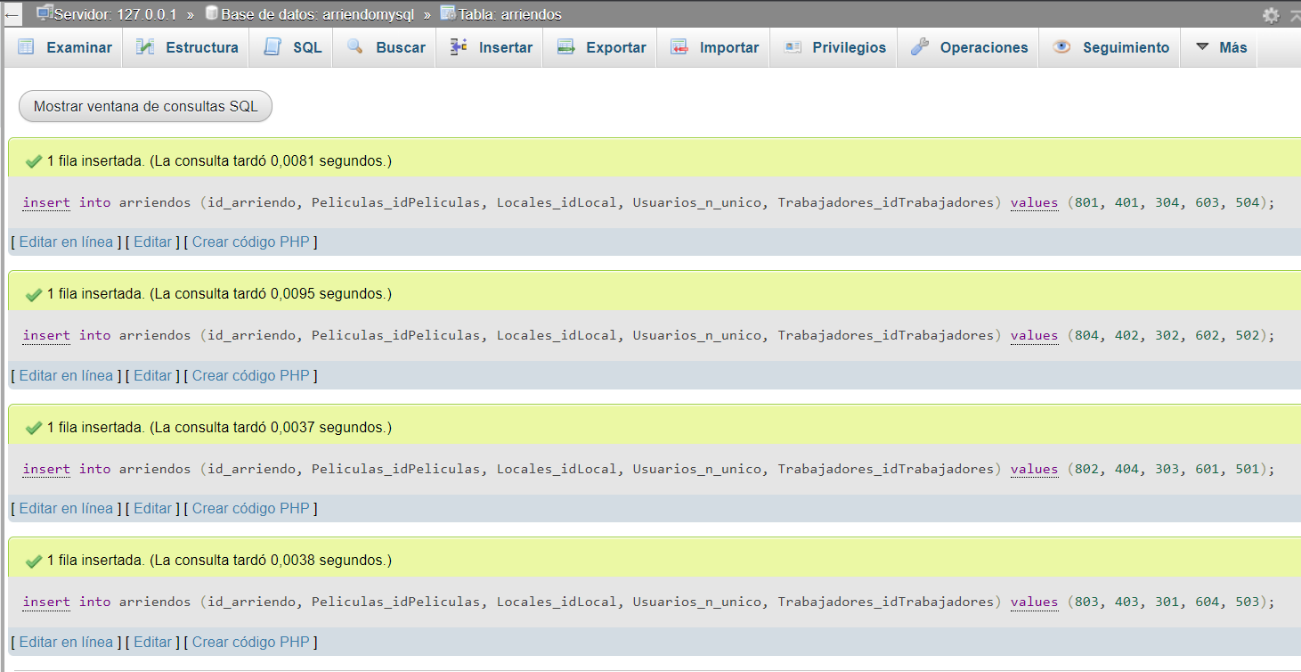 Servidor: 127.0.0.1 » Base de datos: arriendomysql » Tabla: arriendos
Examinar Estructura SQL Buscar Insertar Exportar Importar Privilegios Operaciones Seguimiento Más
Mostrar ventana de consultas SQL
1 fila insertada. (La consulta tardó 0,0081 segundos.)
insert into arriendos (id_arriendo, Peliculas_idPeliculas, Locales_idLocal, Usuarios_n_unico, Trabajadores_idTrabajadores) values (801, 401, 304, 603, 504);
[ Editar en línea ] [ Editar ] [ Crear código PHP ]
1 fila insertada. (La consulta tardó 0,0095 segundos.)
insert into arriendos (id_arriendo, Peliculas_idPeliculas, Locales_idLocal, Usuarios_n_unico, Trabajadores_idTrabajadores) values (804, 402, 302, 602, 502);
[ Editar en línea ] [ Editar ] [ Crear código PHP ]
1 fila insertada. (La consulta tardó 0,0037 segundos.)
insert into arriendos (id_arriendo, Peliculas_idPeliculas, Locales_idLocal, Usuarios_n_unico, Trabajadores_idTrabajadores) values (802, 404, 303, 601, 501);
[ Editar en línea ] [ Editar ] [ Crear código PHP ]
1 fila insertada. (La consulta tardó 0,0038 segundos.)
insert into arriendos (id_arriendo, Peliculas_idPeliculas, Locales_idLocal, Usuarios_n_unico, Trabajadores_idTrabajadores) values (803, 403, 301, 604, 503);
[ Editar en línea ] [ Editar ] [ Crear código PHP ]